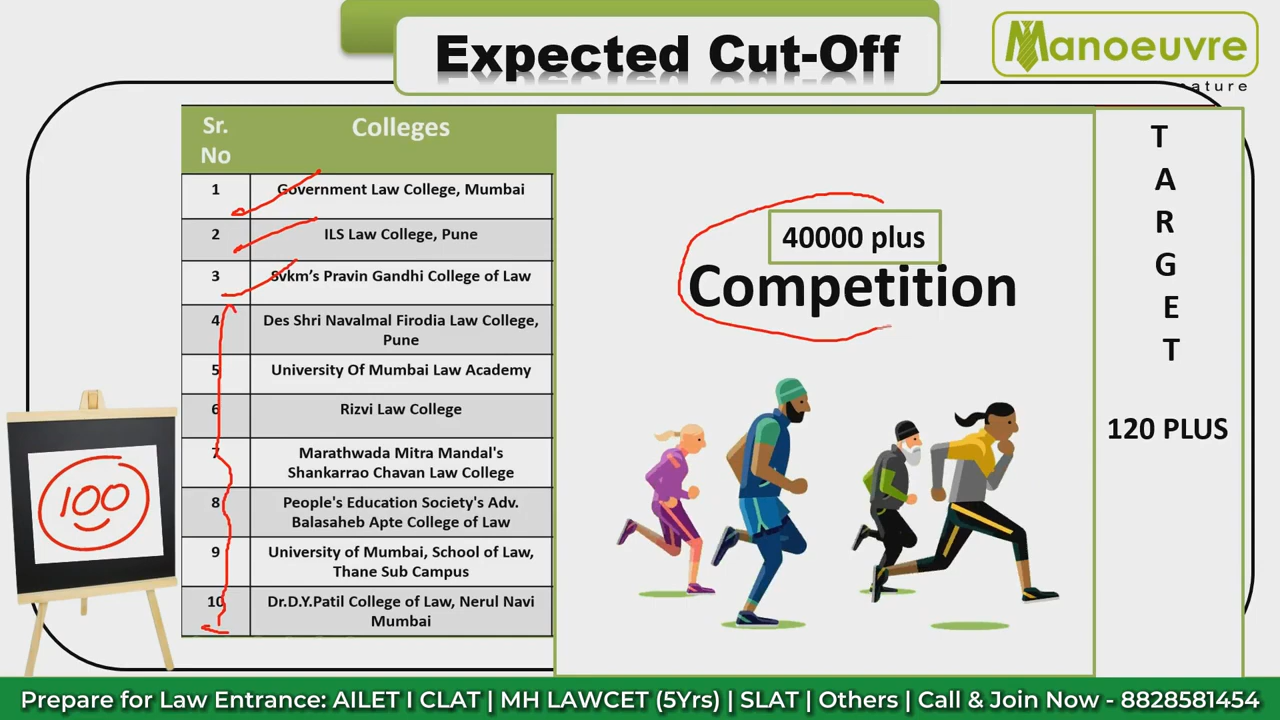 Expected Cut-Off
Manoeuvre
nature
Sr.
No
Colleges
1
Government Law College, Mumbai
2
ILS Law College, Pune
3
Svkm's Pravin Gandhi College of Law
4
Des Shri Navalmal Firodia Law College,
Pune
5
University Of Mumbai Law Academy
6
Rizvi Law College
7
Marathwada Mitra Mandal's
Shankarrao Chavan Law College
8
People's Education Society's Adv.
Balasaheb Apte College of Law
9
University of Mumbai, School of Law,
Thane Sub Campus
10
Dr.D.Y.Patil College of Law, Nerul Navi
Mumbai
40000 plus
Competition
T
A
R
G
E
T
120 PLUS
100
Prepare for Law Entrance: AILET I CLAT | MH LAWCET (5Yrs) | SLAT | Others | Call & Join Now - 8828581454